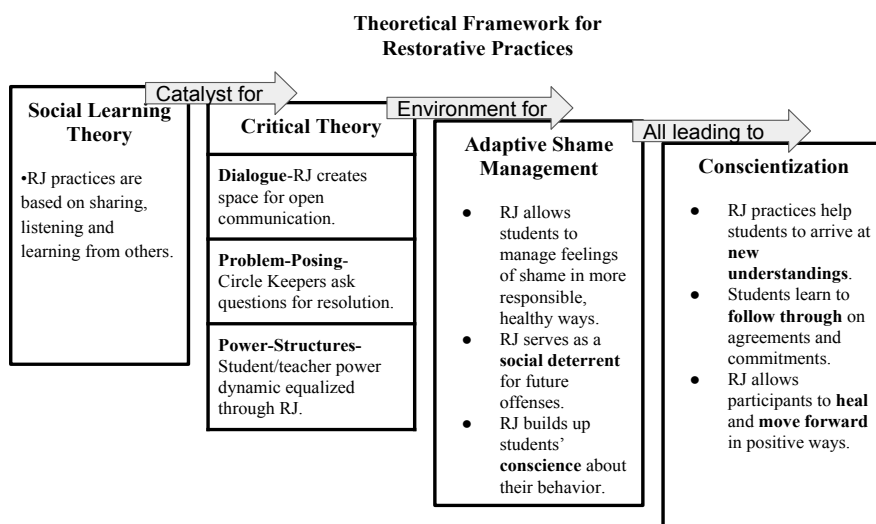 Theoretical Framework for
Restorative Practices
Catalyst for
Environment for
All leading to
Social Learning
Theory
•RJ practices are
based on sharing,
listening and
learning from others.
Critical Theory
Dialogue-RJ creates
space for open
communication.
Problem-Posing-
Circle Keepers ask
questions for resolution.
Power-Structures-
Student/teacher power
dynamic equalized
through RJ.
Adaptive Shame
Management
● RJ allows
students to
manage feelings
of shame in more
responsible,
healthy ways.
● RJ serves as a
social deterrent
for future
offenses.
● RJ builds up
students’
conscience about
their behavior.
Conscientization
● RJ practices help
students to arrive at
new
understandings.
● Students learn to
follow through on
agreements and
commitments.
● RJ allows
participants to heal
and move forward
in positive ways.